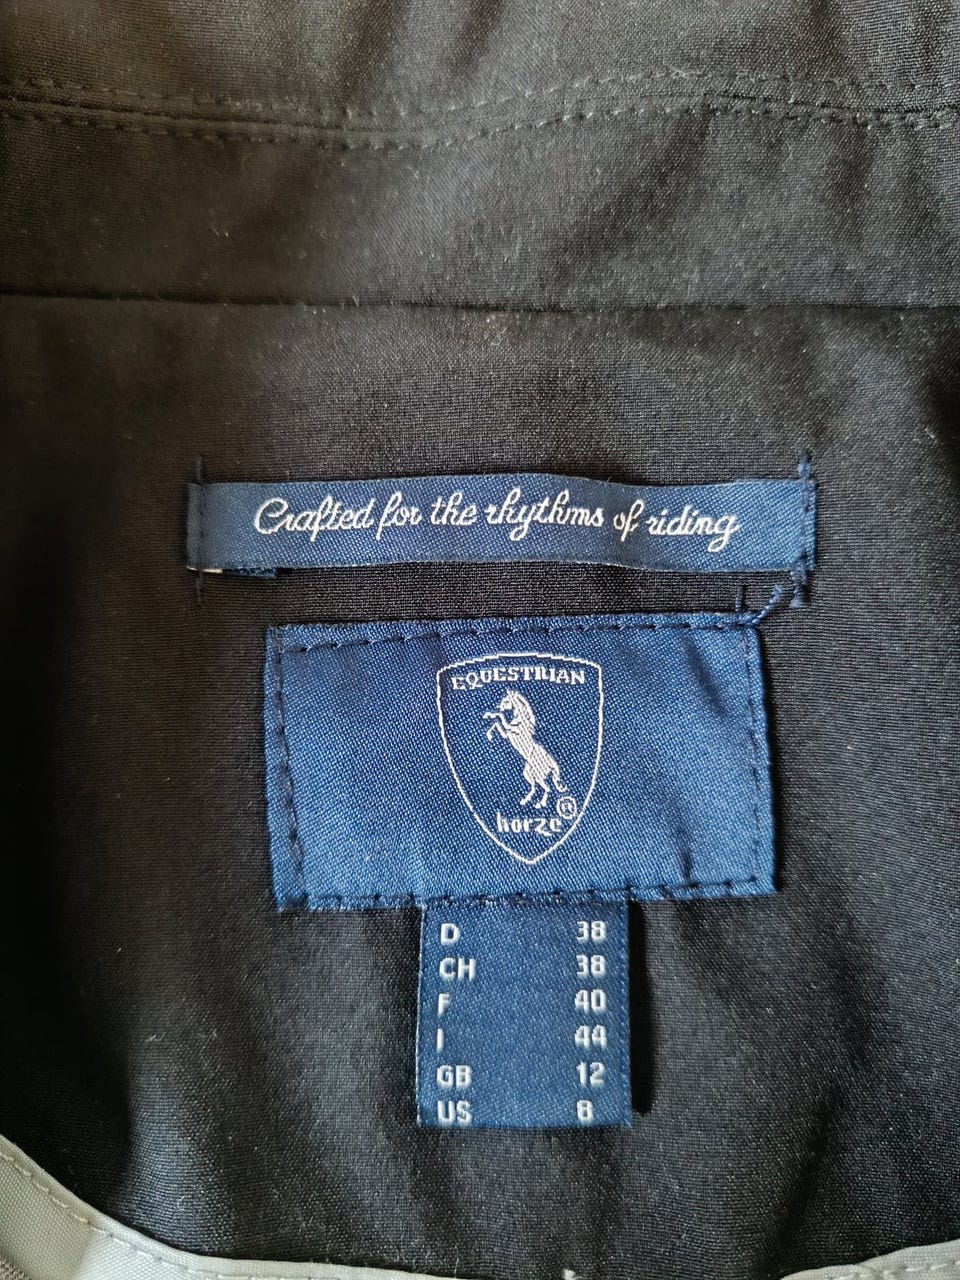 Crafted for the rhythms of riding
EQUESTRIAN
horze®
D 38
CH 38
F 40
I 44
GB 12
US 8